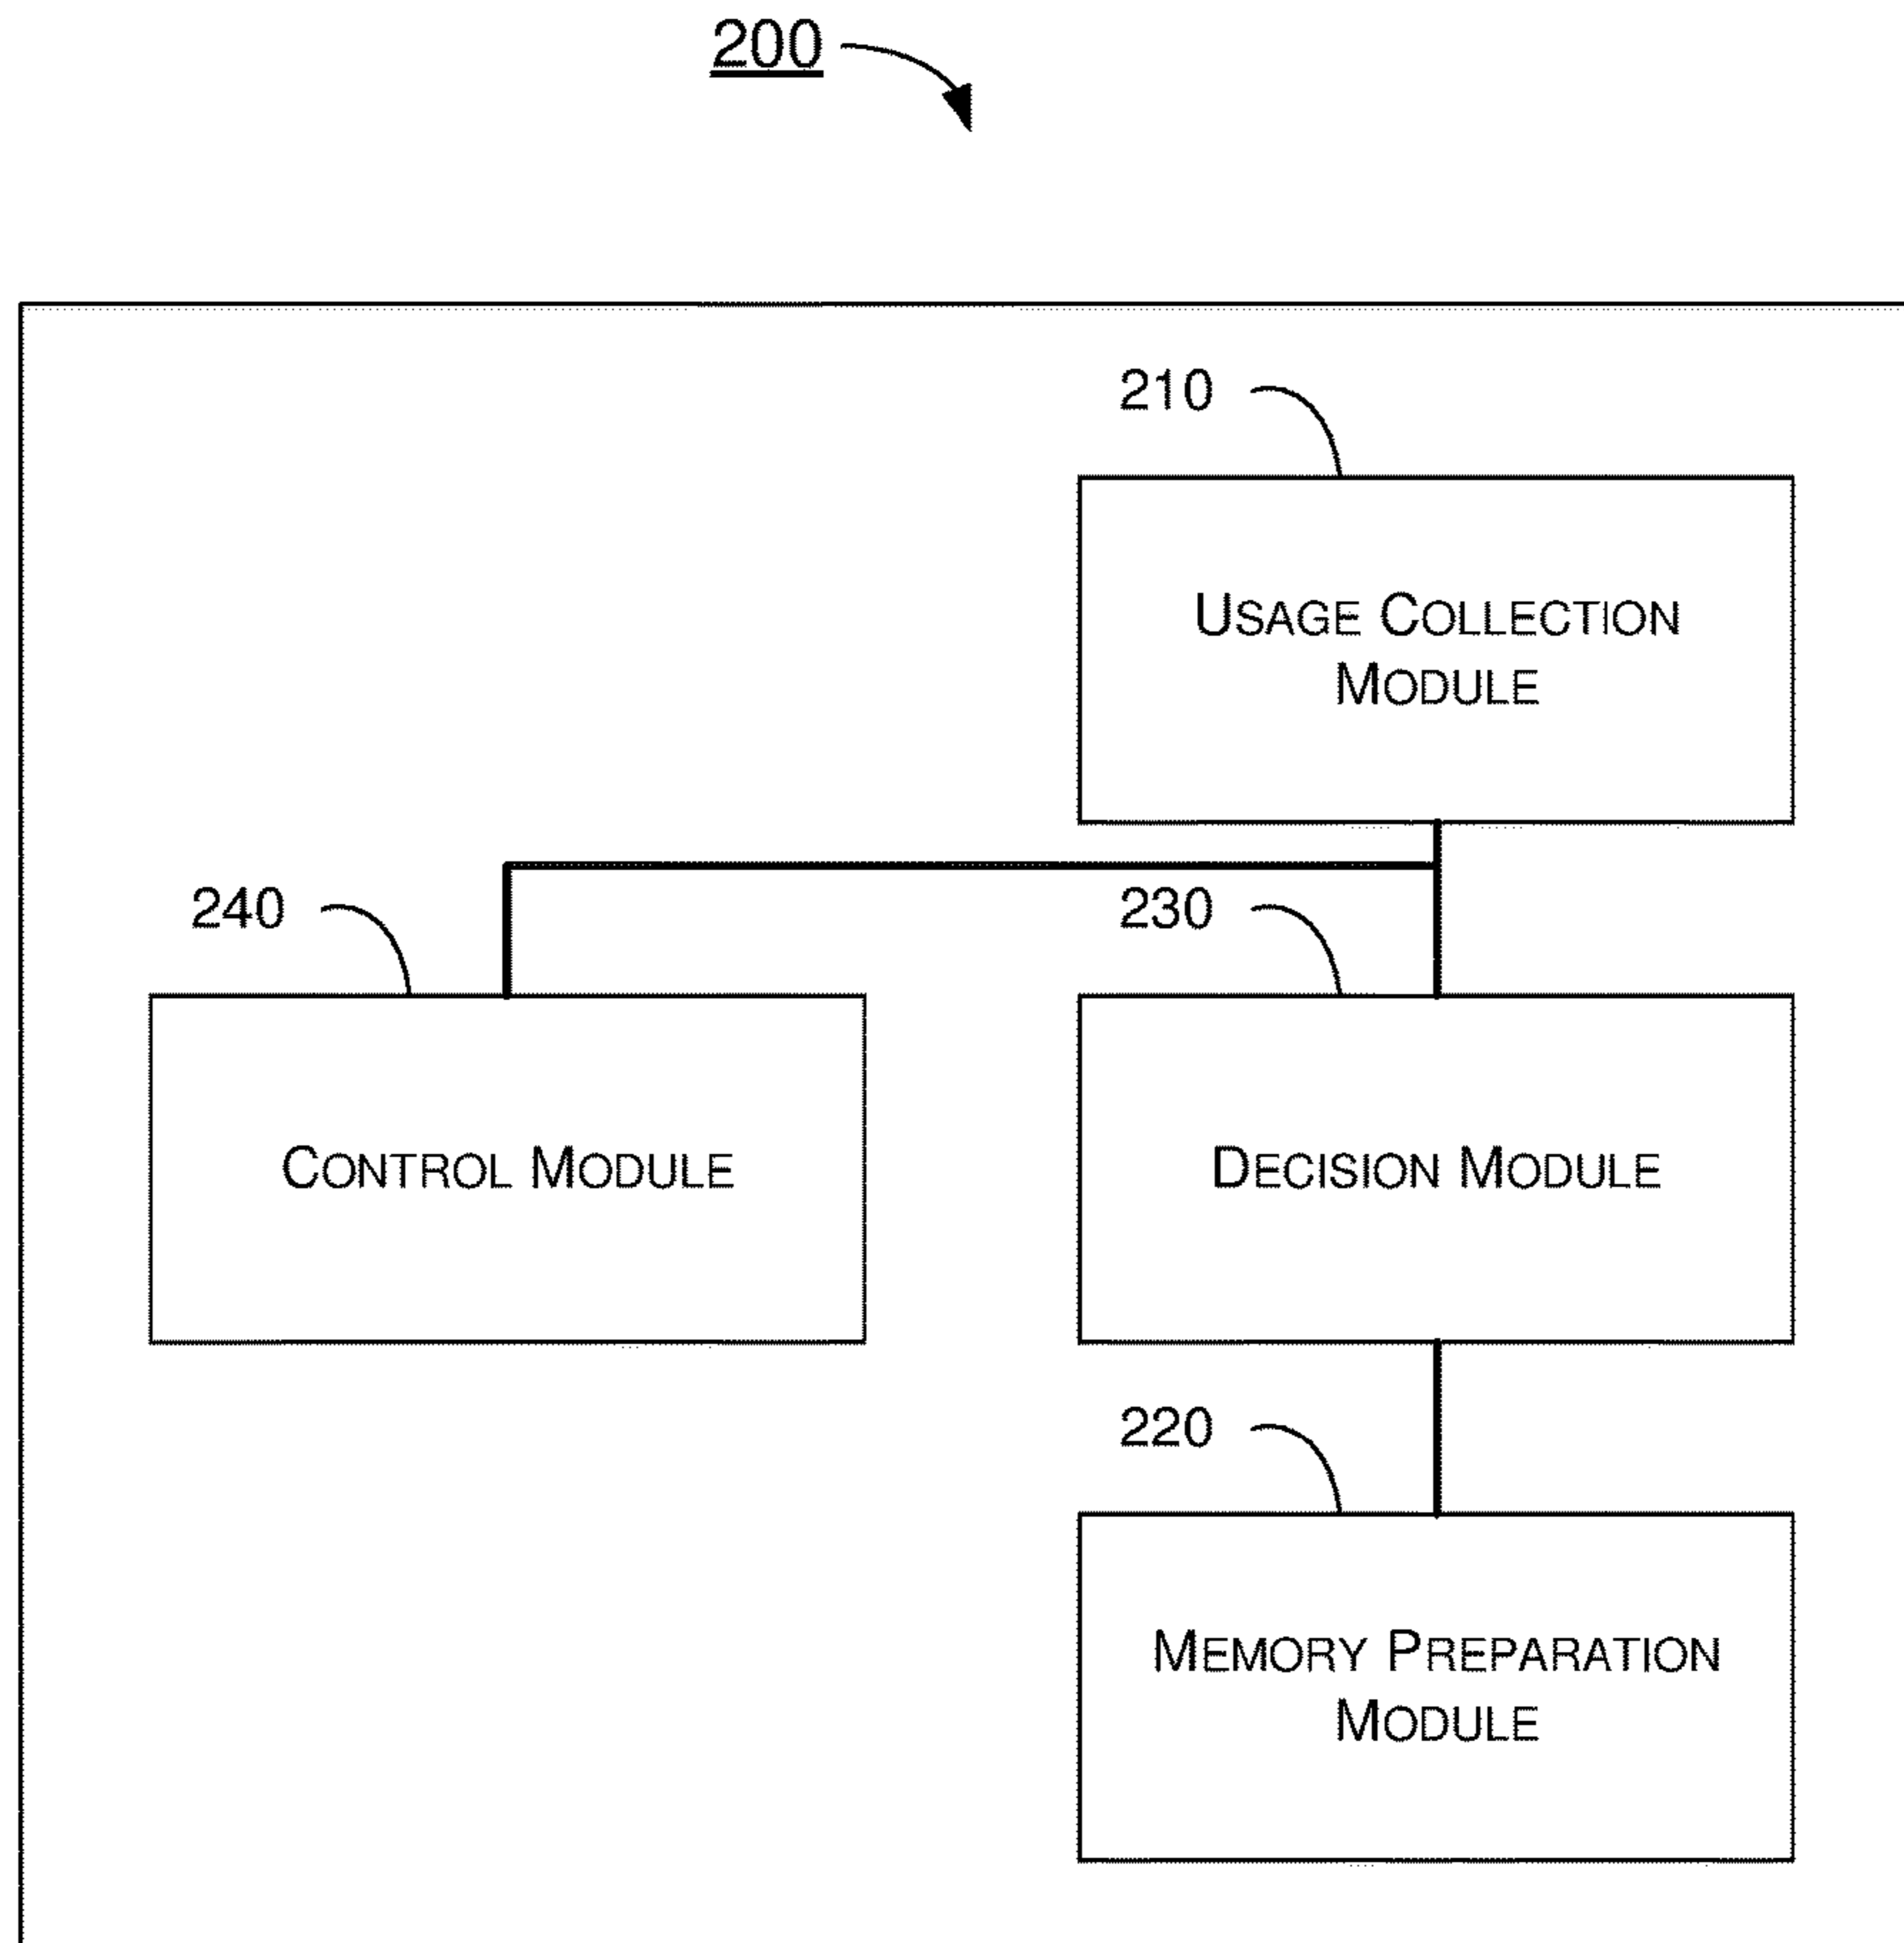 200
210
USAGE COLLECTION
MODULE
240
230
CONTROL MODULE
DECISION MODULE
220
MEMORY PREPARATION
MODULE